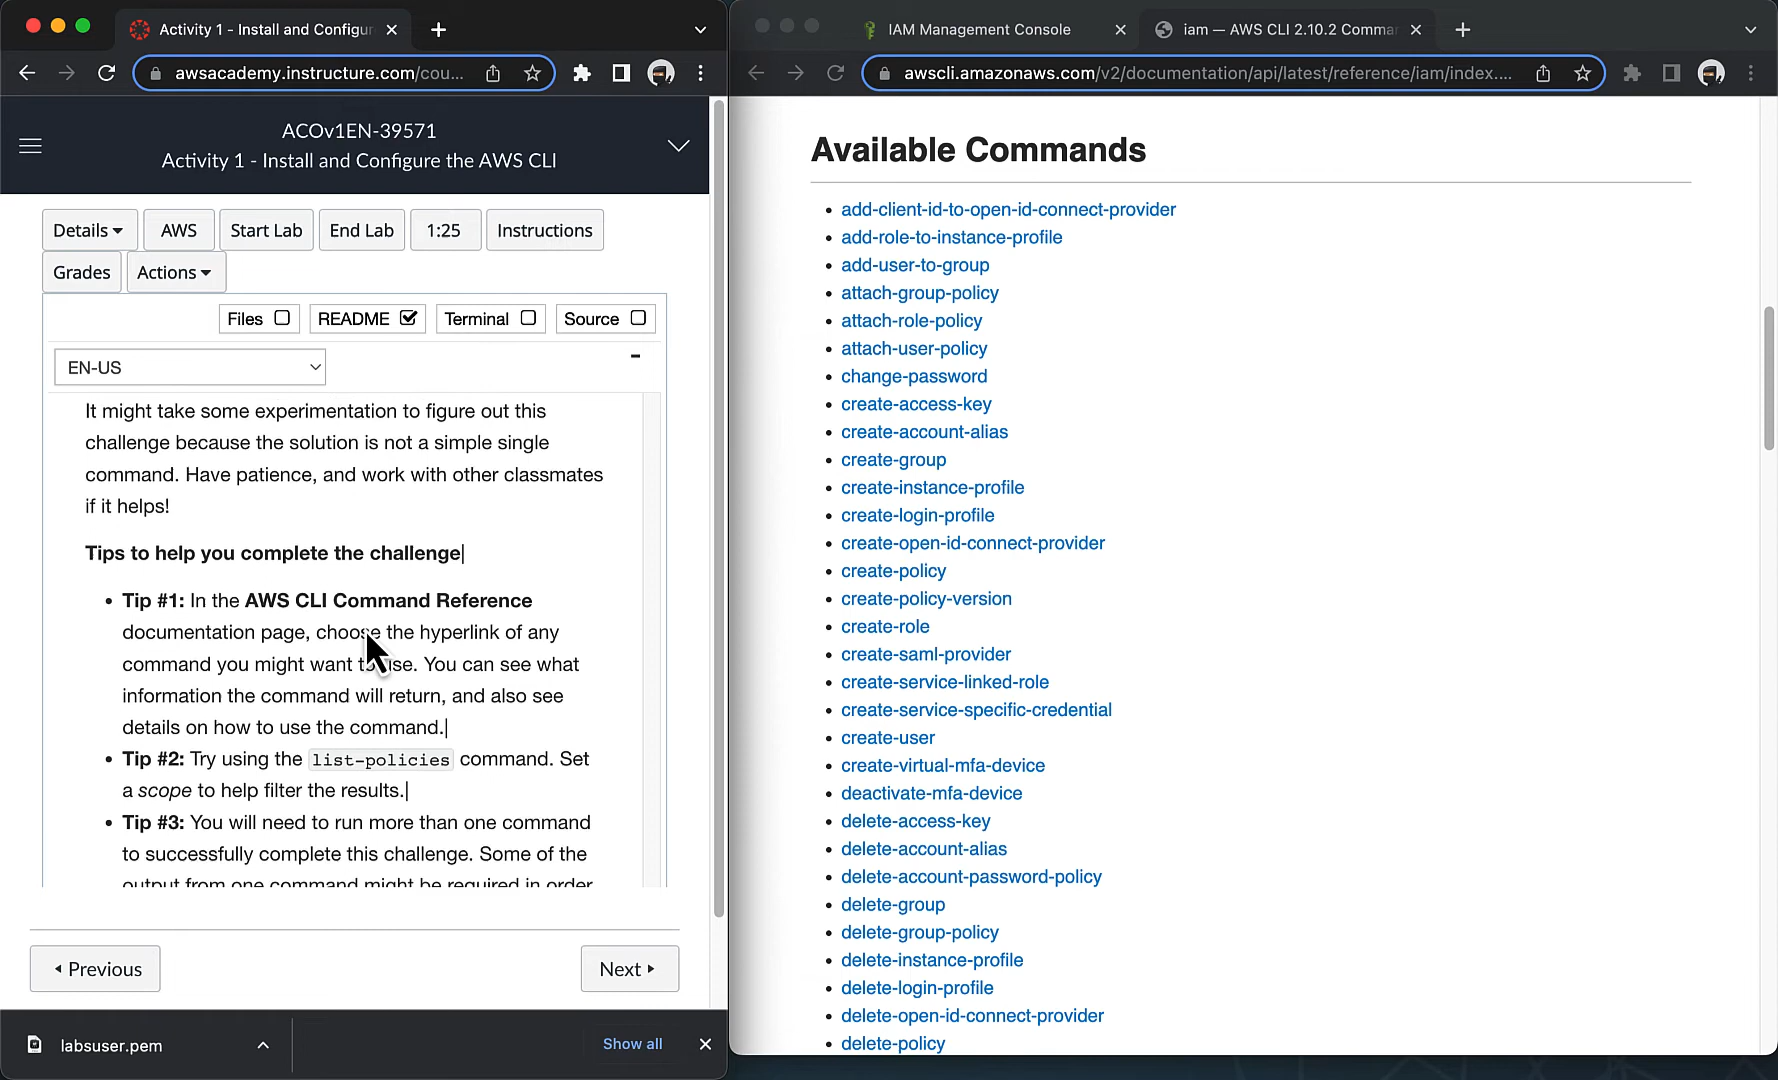 Activity 1 - Install and Configur
awsacademy.instructure.com/cou...
ACOv1EN-39571
Activity 1 - Install and Configure the AWS CLI
Details
AWS
Start Lab
End Lab
1:25
Instructions
Grades
Actions
Files
README
Terminal
Source
EN-US
It might take some experimentation to figure out this
challenge because the solution is not a simple single
command. Have patience, and work with other classmates
if it helps!
Tips to help you complete the challenge
Tip #1: In the AWS CLI Command Reference
documentation page, choose the hyperlink of any
command you might want to use. You can see what
information the command will return, and also see
details on how to use the command.
Tip #2: Try using the list-policies command. Set
a scope to help filter the results.
Tip #3: You will need to run more than one command
to successfully complete this challenge. Some of the
output from one command might be required in order
Previous
Next
labsuser.pem
Show all
IAM Management Console
iam — AWS CLI 2.10.2 Comma
awscli.amazonaws.com/v2/documentation/api/latest/reference/iam/index....
Available Commands
add-client-id-to-open-id-connect-provider
add-role-to-instance-profile
add-user-to-group
attach-group-policy
attach-role-policy
attach-user-policy
change-password
create-access-key
create-account-alias
create-group
create-instance-profile
create-login-profile
create-open-id-connect-provider
create-policy
create-policy-version
create-role
create-saml-provider
create-service-linked-role
create-service-specific-credential
create-user
create-virtual-mfa-device
deactivate-mfa-device
delete-access-key
delete-account-alias
delete-account-password-policy
delete-group
delete-group-policy
delete-instance-profile
delete-login-profile
delete-open-id-connect-provider
delete-policy